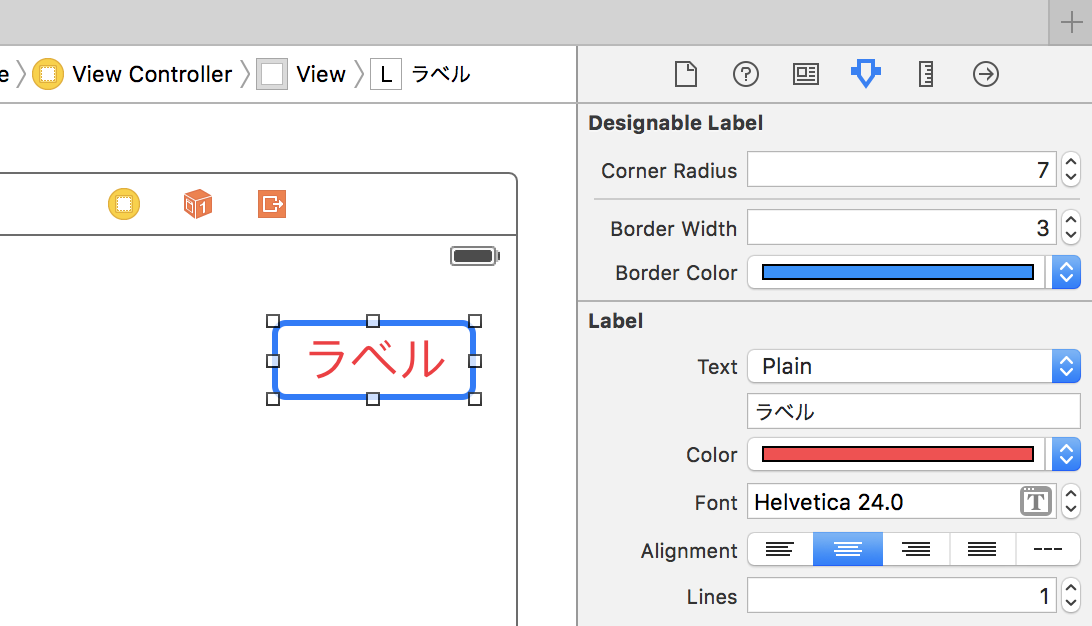 e View Controller View L ラベル
Designable Label
Corner Radius 7
Border Width 3
Border Color
ラベル
Label
Text Plain
ラベル
Color
Font Helvetica 24.0 T
Alignment
Lines 1